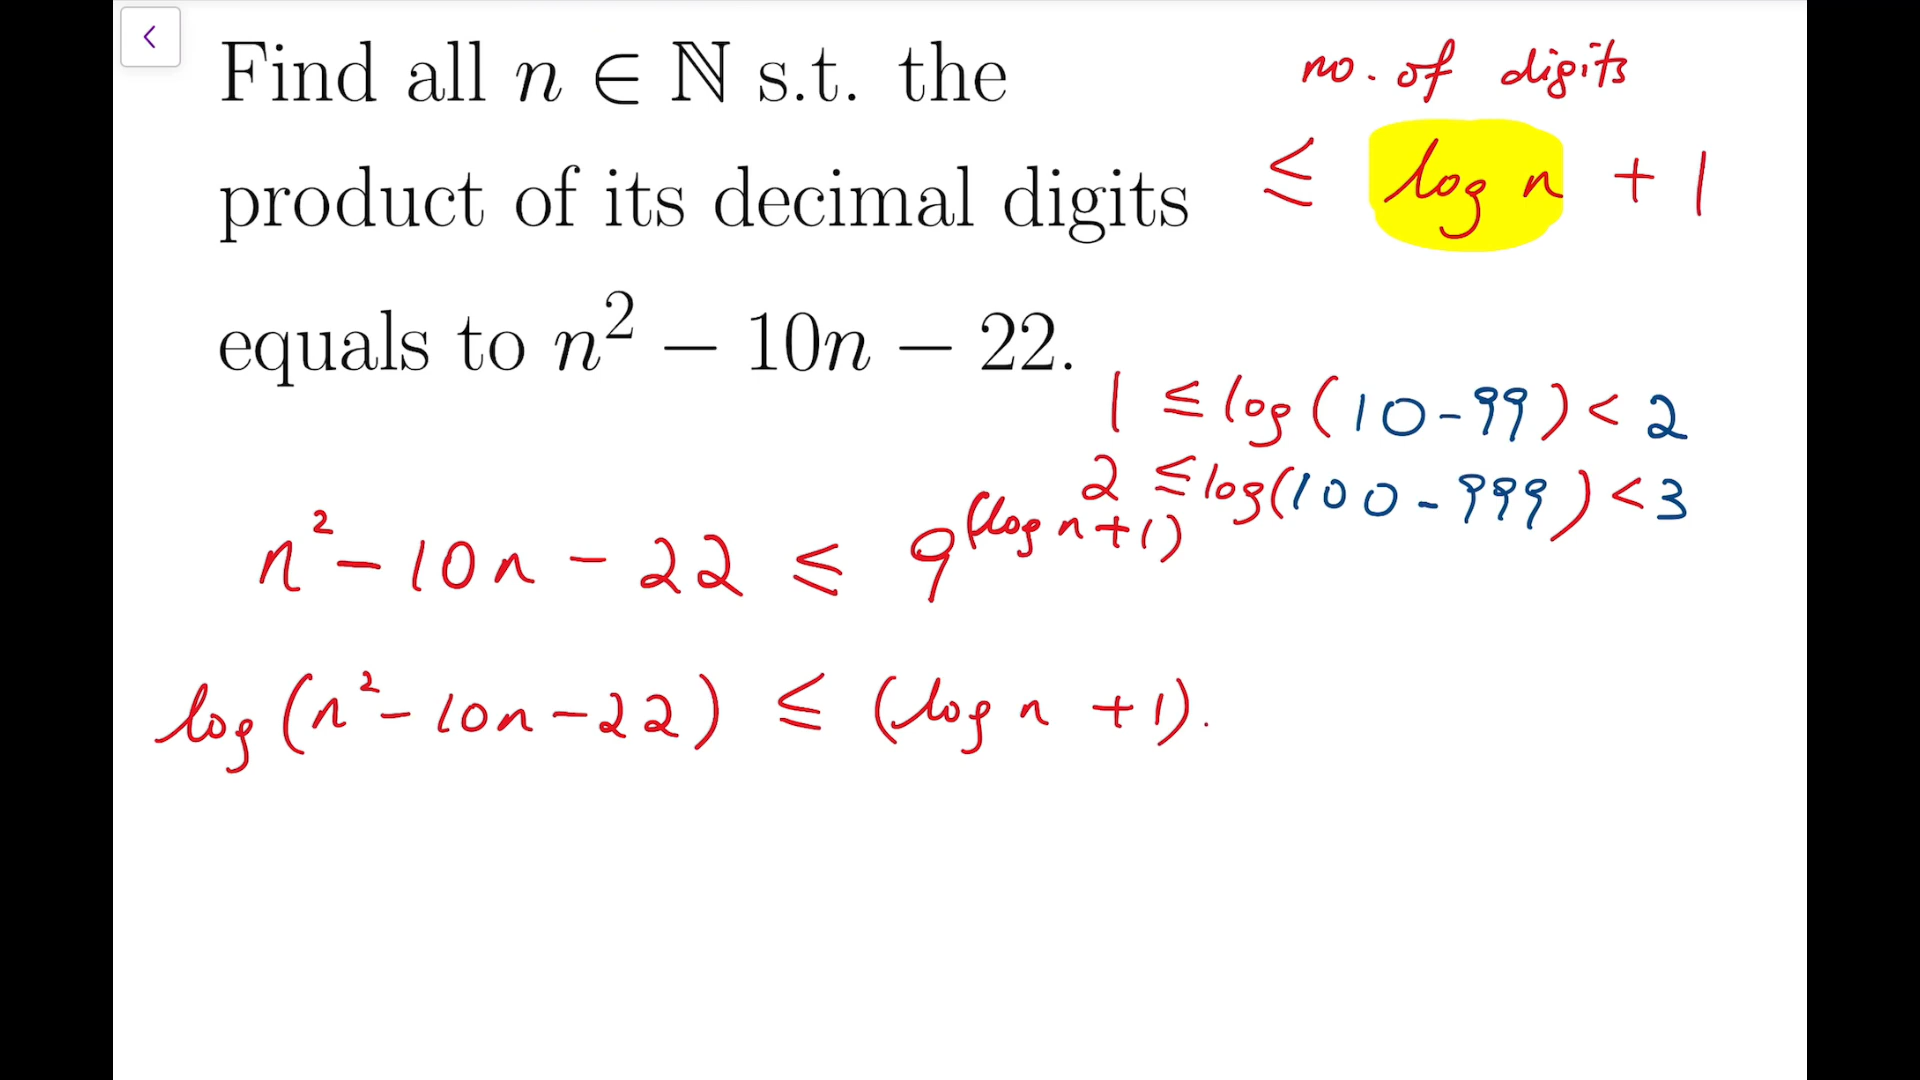 Find all n ∈ ℕ s.t. the
product of its decimal digits
equals to n² − 10n − 22.
no. of digits
≤ log n + 1
1 ≤ log(10-99) < 2
2 ≤ log(100-999) < 3
n² − 10n − 22 ≤ 9^(log n + 1)
log (n² − 10n − 22) ≤ (log n + 1).